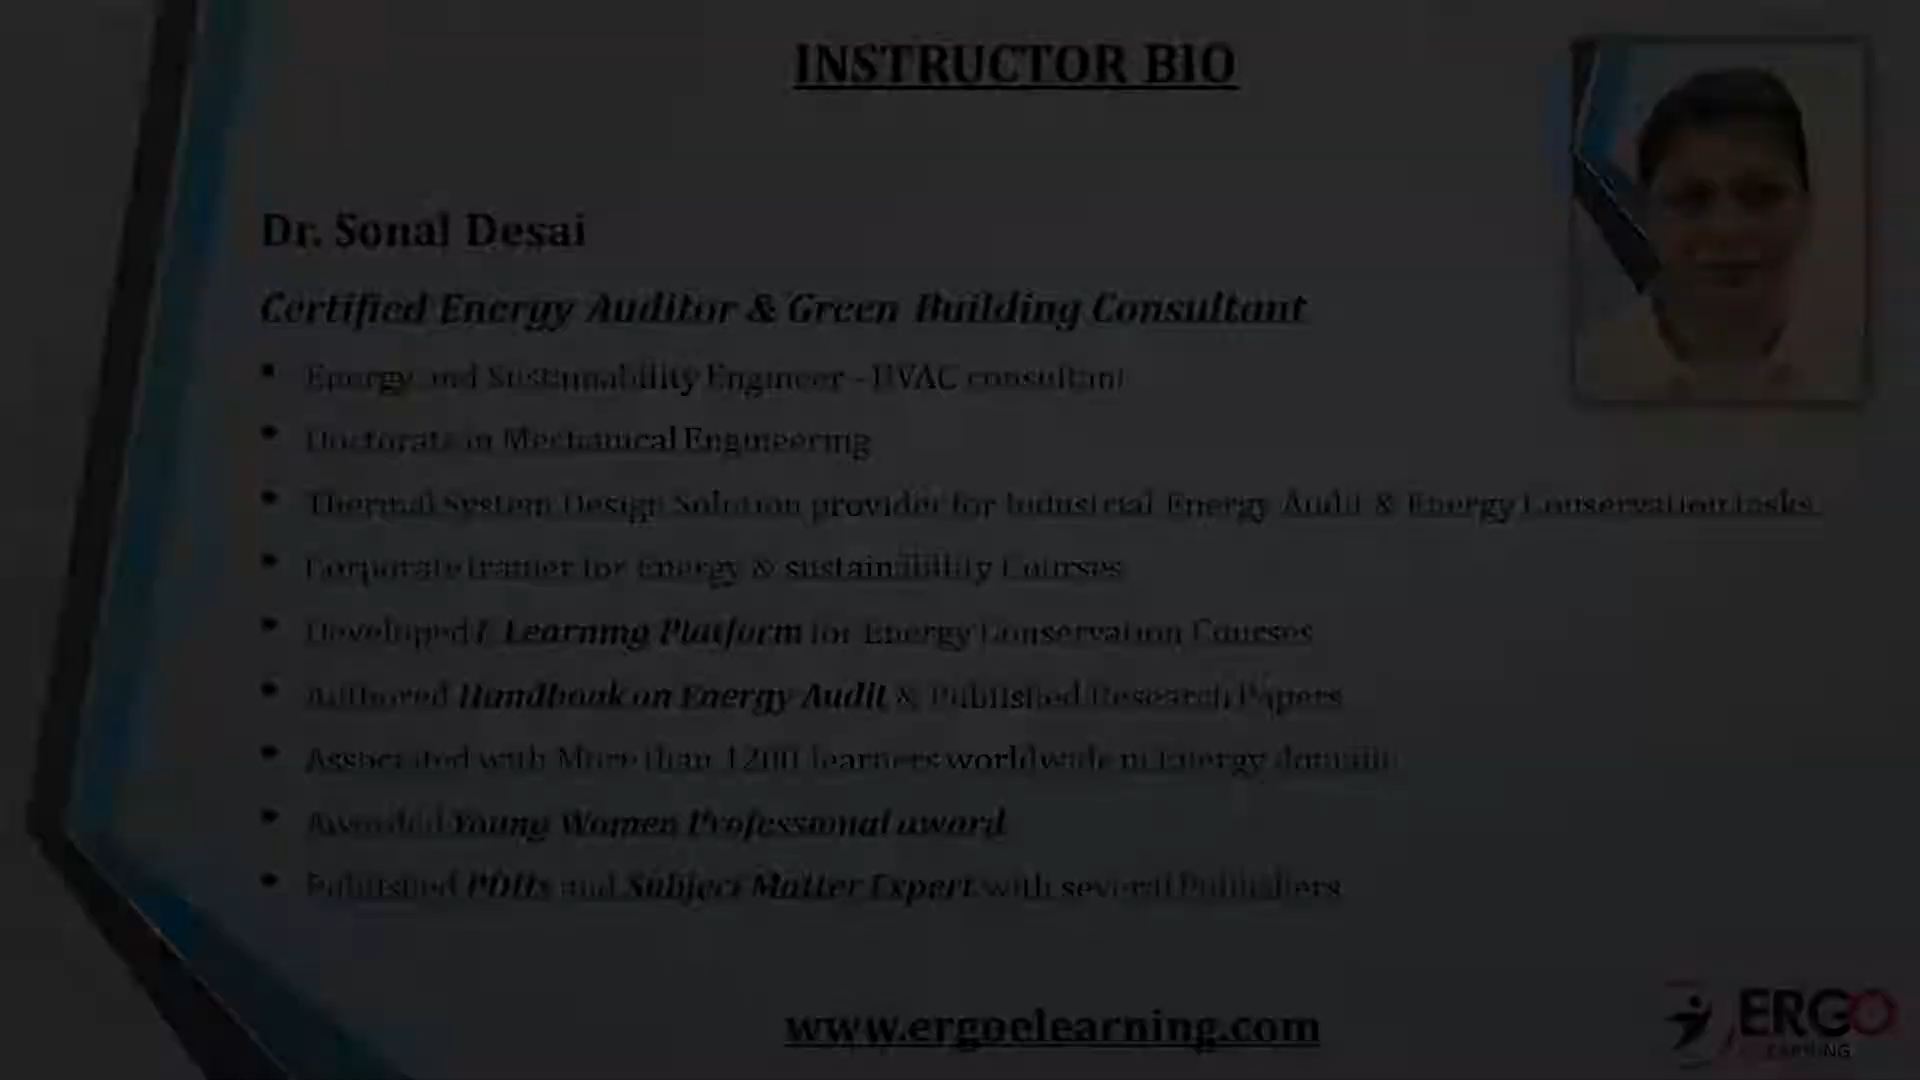 INSTRUCTOR BIO
Dr. Sonal Desai
Certified Energy Auditor & Green Building Consultant
• Energy and Sustainability Engineer - HVAC consultant
• Doctorate in Mechanical Engineering
• Thermal System Design Solution provider for Industrial Energy Audit & Energy Conservation tasks.
• Corporate trainer for Energy & sustainability Courses
• Developed E Learning Platform for Energy Conservation Courses
• Authored Handbook on Energy Audit & Published Research Papers
• Associated with More than 1200 learners worldwide in Energy domain
• Awarded Young Women Professional award
• Published PDHs and Subject Matter Expert with several Publishers
www.ergoelearning.com
ERGO
LEARNING